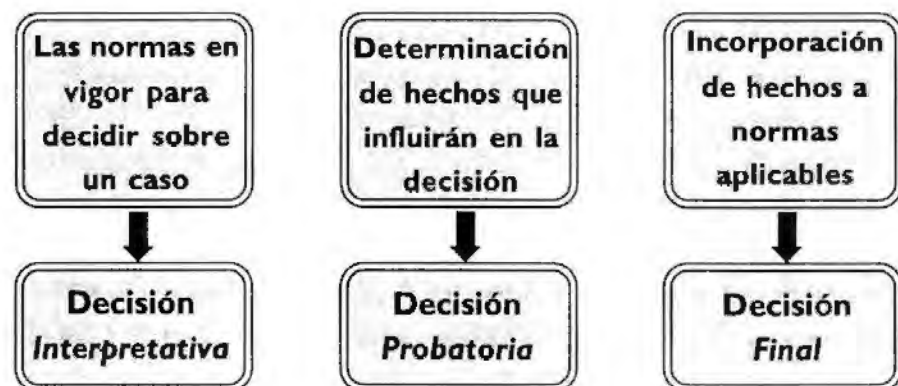 Las normas en
vigor para
decidir sobre
un caso
Decisión
Interpretativa
Determinación
de hechos que
influirán en la
decisión
Decisión
Probatoria
Incorporación
de hechos a
normas
aplicables
Decisión
Final